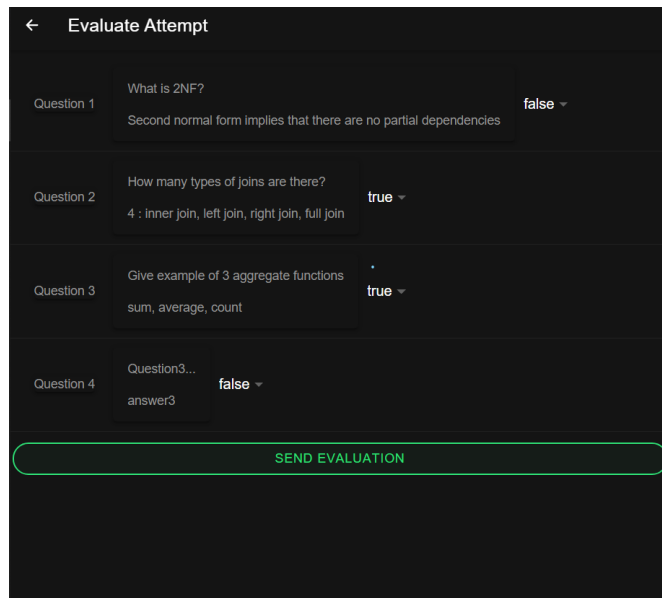 Evaluate Attempt
Question 1
What is 2NF?
Second normal form implies that there are no partial dependencies
false
Question 2
How many types of joins are there?
4 : inner join, left join, right join, full join
true
Question 3
Give example of 3 aggregate functions
sum, average, count
true
Question 4
Question3...
answer3
false
SEND EVALUATION